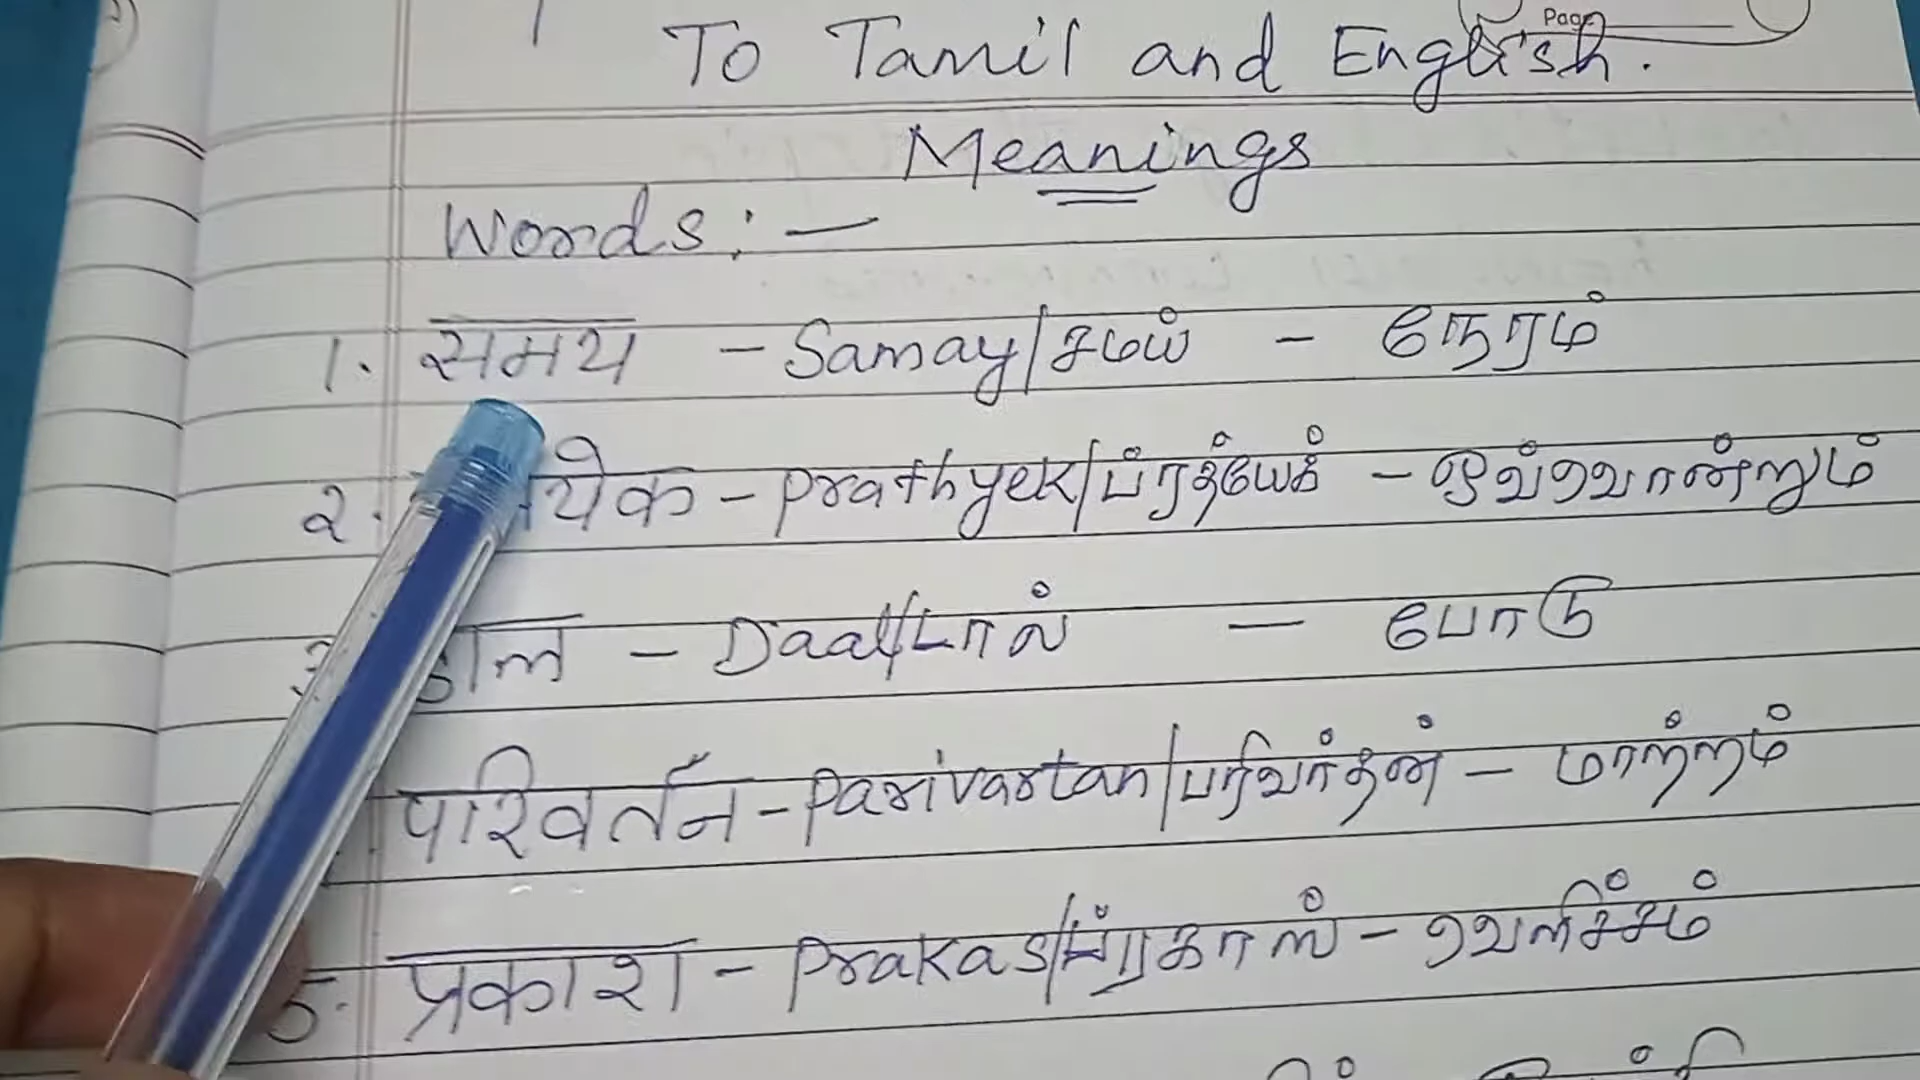 Page
To Tamil and English.
Meanings
Words:-
1. समय - Samay/சமய் - நேரம்
2. - prathyek/ப்ரத்யேக் - ஒவ்வொன்றும்
डाल - Daal/டால் - போடு
परिवर्तन - parivartan/பரிவர்தன் - மாற்றம்
5. प्रकाश - prakas/ப்ரகாஸ் - வெளிச்சம்